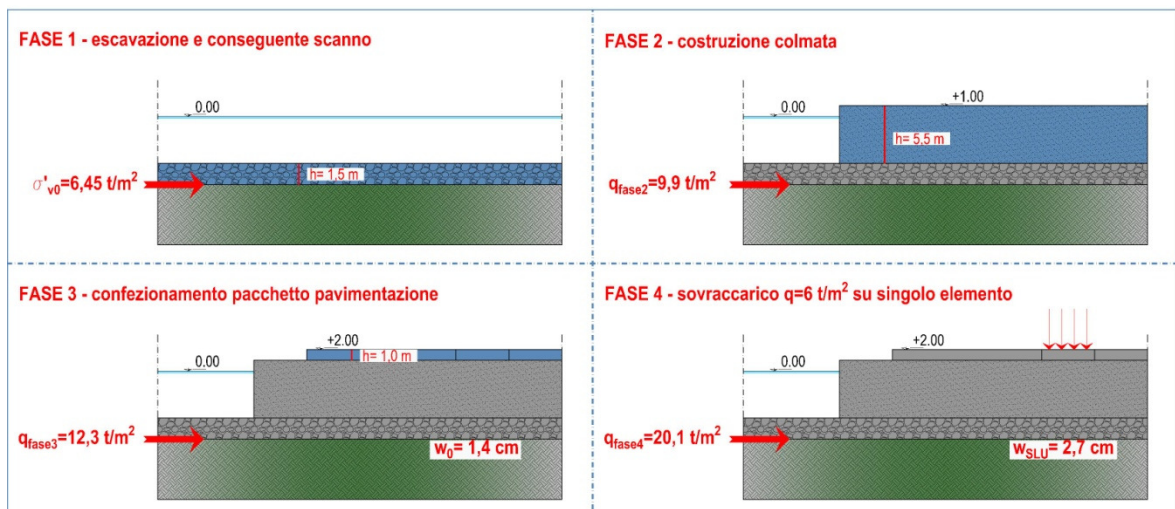 FASE 1 - escavazione e conseguente scanno
0.00
h= 1,5 m
σ'v0=6,45 t/m²
FASE 2 - costruzione colmata
0.00
+1.00
h= 5,5 m
qfase2=9,9 t/m²
FASE 3 - confezionamento pacchetto pavimentazione
+2.00
h= 1,0 m
0.00
qfase3=12,3 t/m²
w0= 1,4 cm
FASE 4 - sovraccarico q=6 t/m² su singolo elemento
+2.00
0.00
qfase4=20,1 t/m²
wSLU= 2,7 cm